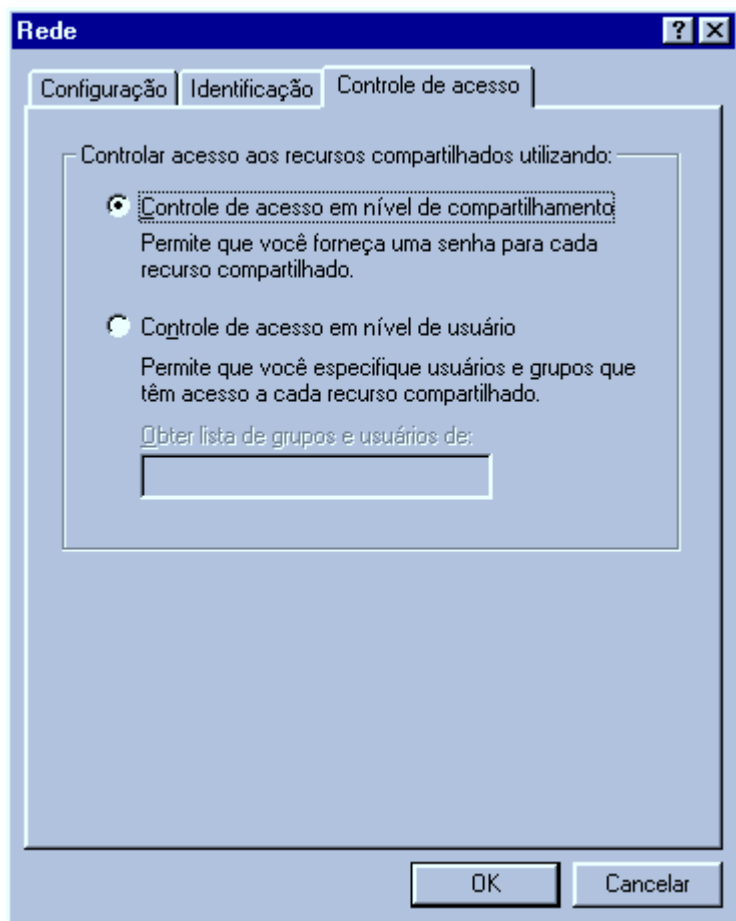 Rede
Configuração Identificação Controle de acesso
Controlar acesso aos recursos compartilhados utilizando:
Controle de acesso em nível de compartilhamento
Permite que você forneça uma senha para cada
recurso compartilhado.
Controle de acesso em nível de usuário
Permite que você especifique usuários e grupos que
têm acesso a cada recurso compartilhado.
Obter lista de grupos e usuários de:
OK Cancelar